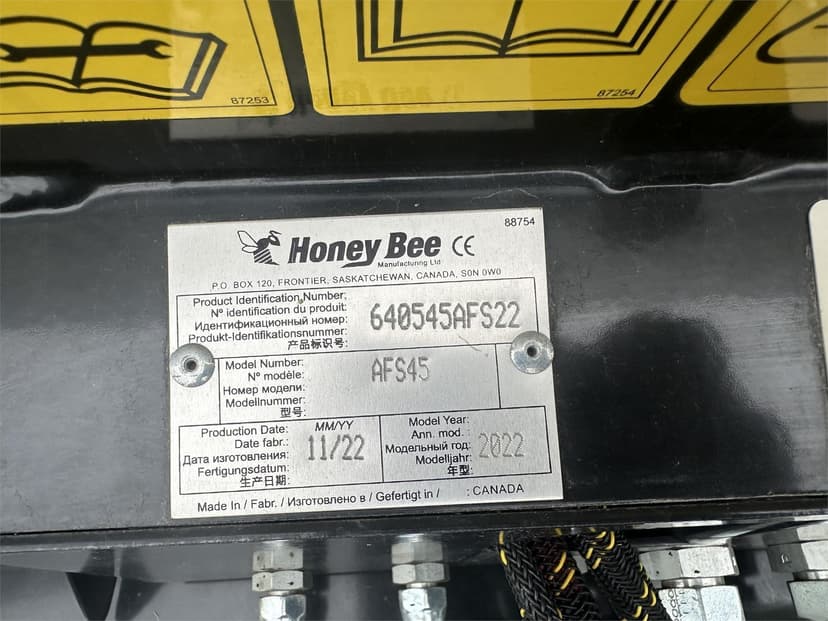 87253
87254
88754
Honey Bee CE
Manufacturing Ltd
P.O. BOX 120, FRONTIER, SASKATCHEWAN, CANADA, S0N 0W0
Product Identification Number:
Nº identification du produit:
Идентификационный номер:
Produkt-Identifikationsnummer:
产品标识号:
640545AFS22
Model Number:
Nº modèle:
Номер модели:
Modellnummer:
型号:
AFS45
Production Date:
Date fabr.:
Дата изготовления:
Fertigungsdatum:
生产日期:
MM/YY
11/22
Model Year:
Ann. mod.:
Модельный год:
Modelljahr:
年型:
2022
Made In / Fabr. / Изготовлено в / Gefertigt in / : CANADA